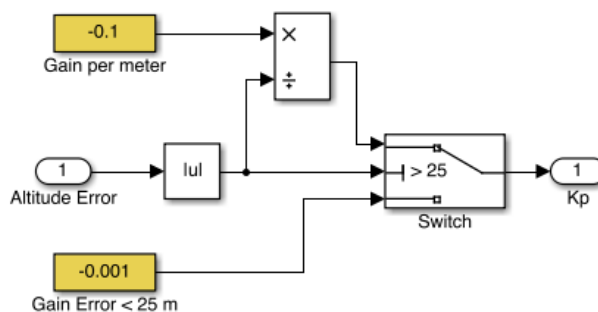 -0.1
Gain per meter
×
÷
1
Altitude Error
|u|
> 25
Switch
1
Kp
-0.001
Gain Error < 25 m